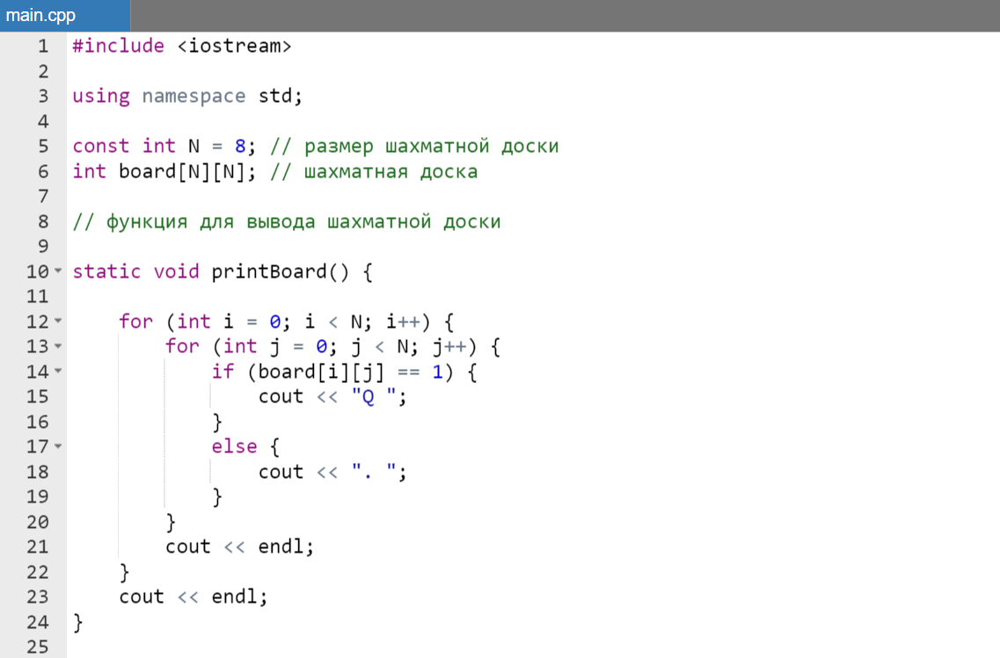 main.cpp
1 #include <iostream>
2
3 using namespace std;
4
5 const int N = 8; // размер шахматной доски
6 int board[N][N]; // шахматная доска
7
8 // функция для вывода шахматной доски
9
10 static void printBoard() {
11
12     for (int i = 0; i < N; i++) {
13         for (int j = 0; j < N; j++) {
14             if (board[i][j] == 1) {
15                 cout << "Q ";
16             }
17             else {
18                 cout << ". ";
19             }
20         }
21         cout << endl;
22     }
23     cout << endl;
24 }
25